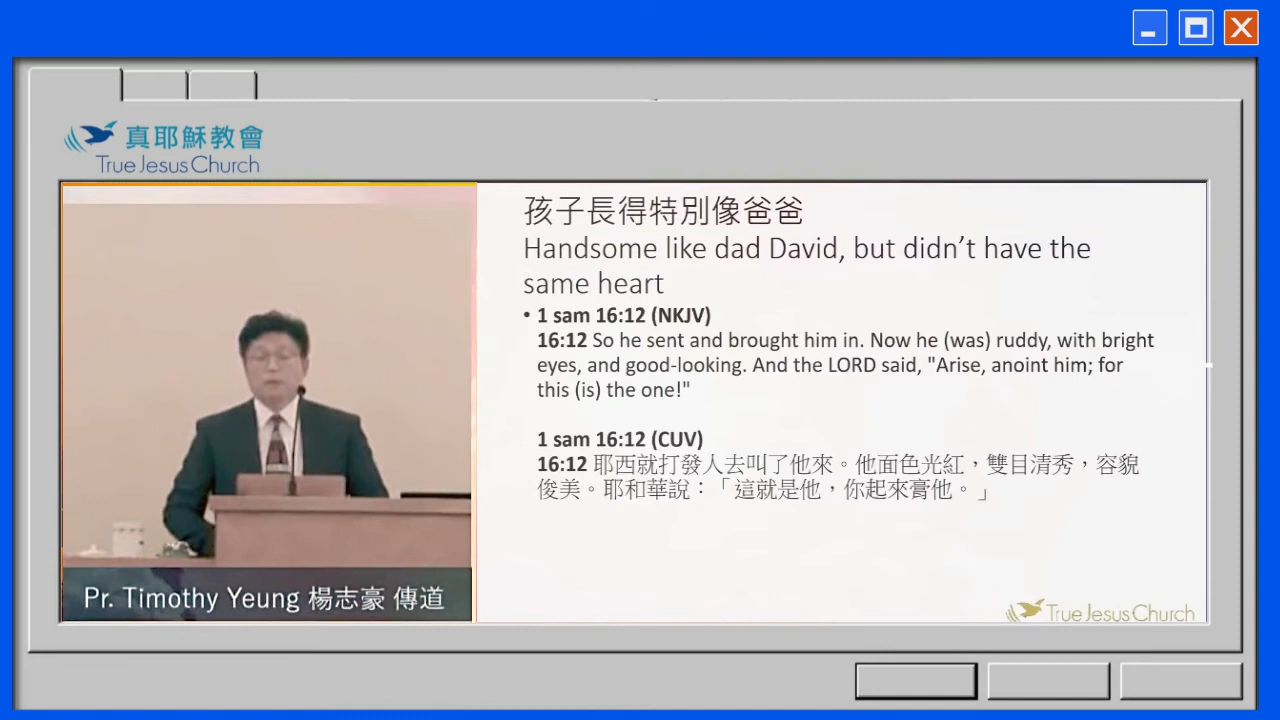 真耶穌教會
True Jesus Church
孩子長得特別像爸爸
Handsome like dad David, but didn’t have the
same heart
• 1 sam 16:12 (NKJV)
16:12 So he sent and brought him in. Now he (was) ruddy, with bright
eyes, and good-looking. And the LORD said, "Arise, anoint him; for
this (is) the one!"
1 sam 16:12 (CUV)
16:12 耶西就打發人去叫了他來。他面色光紅，雙目清秀，容貌
俊美。耶和華說：「這就是他，你起來膏他。」
Pr. Timothy Yeung 楊志豪 傳道
True Jesus Church